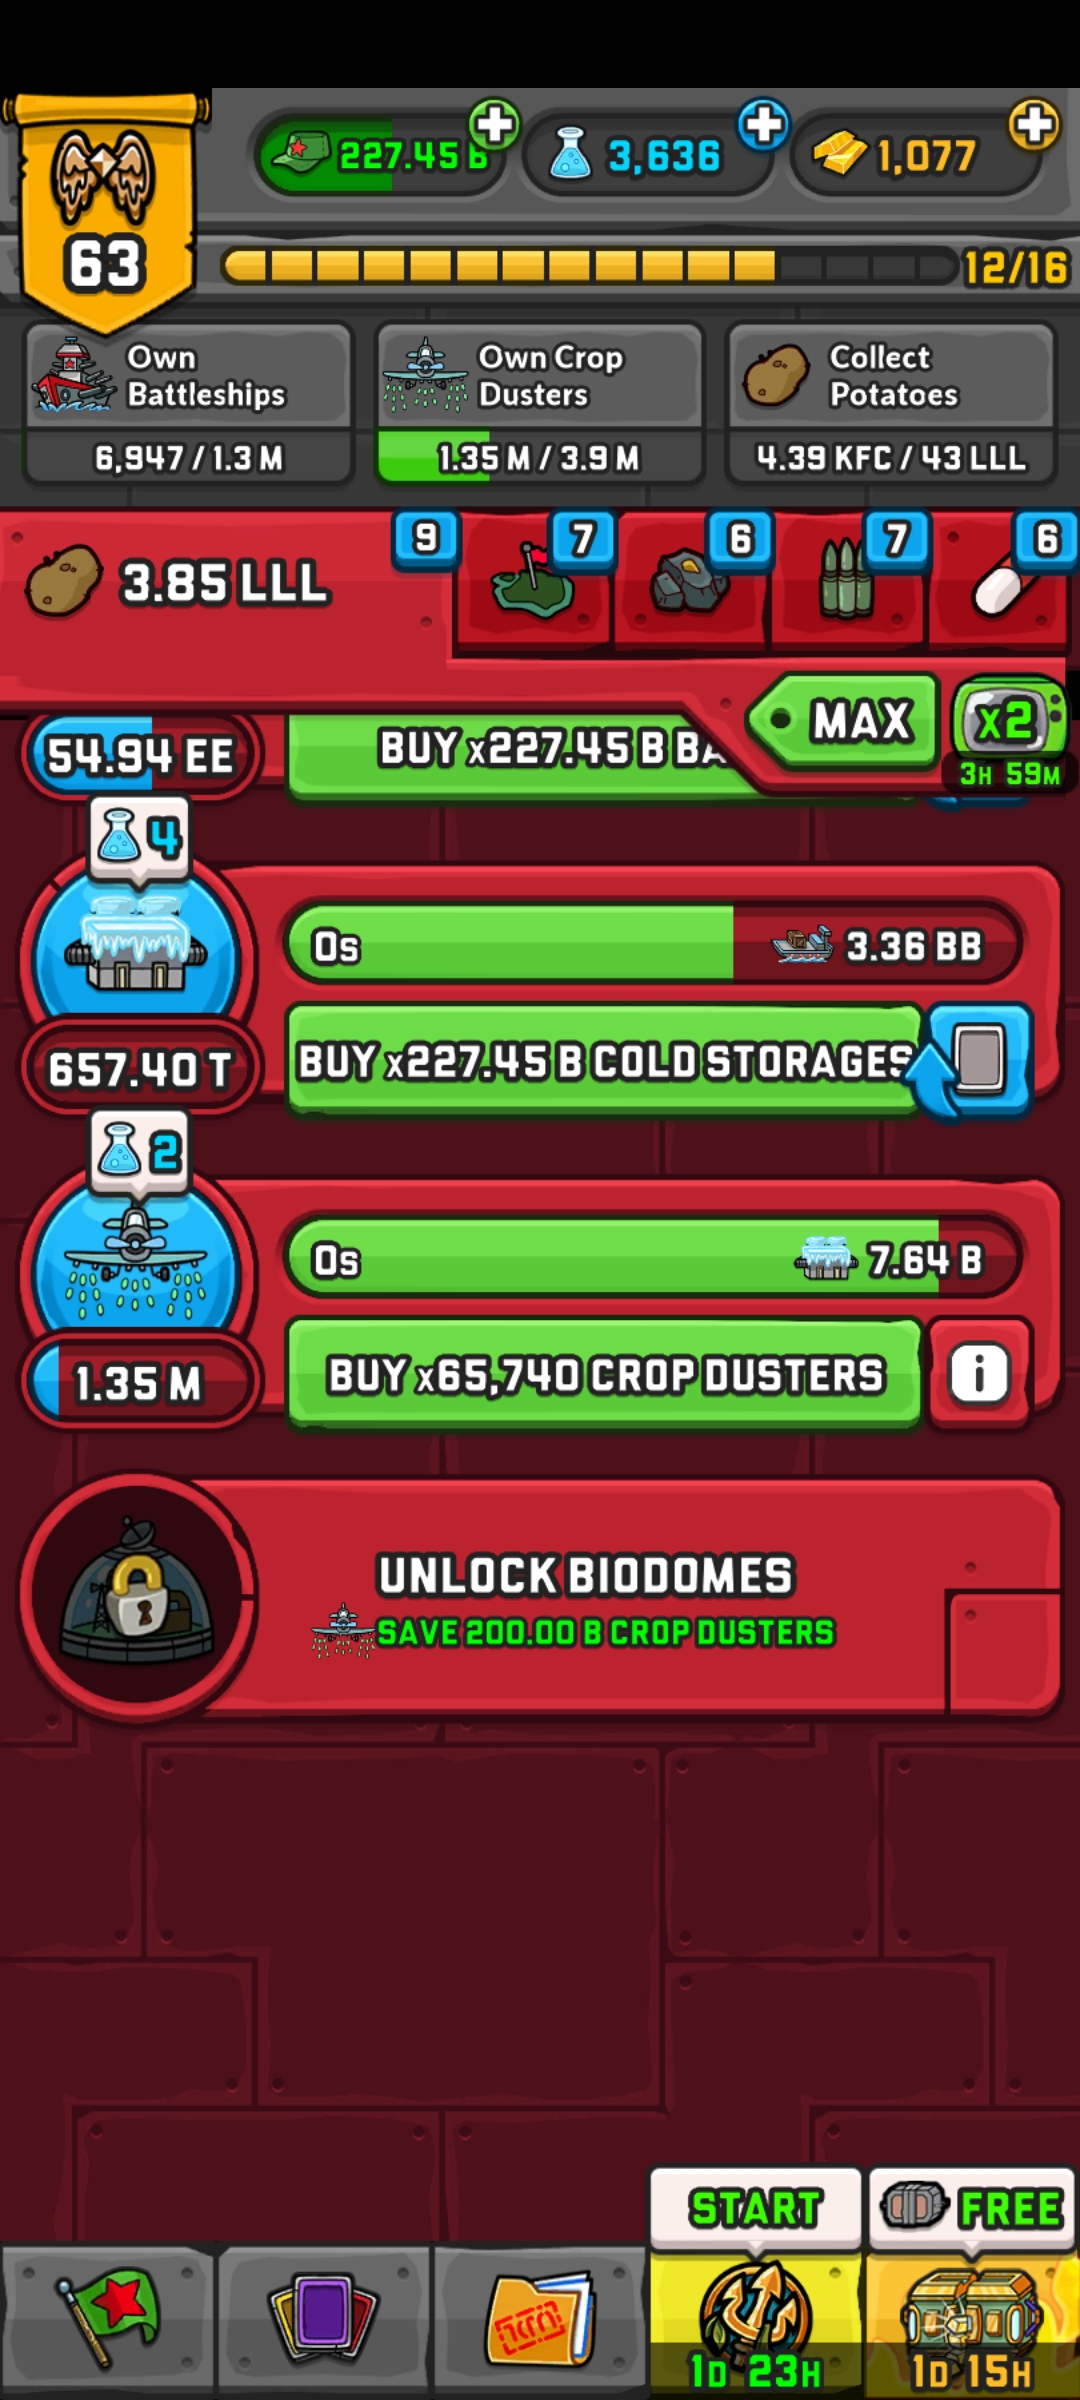 63
227.45 B
3,636
1,077
12/16
Own Battleships
6,947 / 1.3 M
Own Crop Dusters
1.35 M / 3.9 M
Collect Potatoes
4.39 KFC / 43 LLL
3.85 LLL
9
7
6
7
6
MAX
x2
3H 59M
54.94 EE
BUY x227.45 B BA
4
0s
3.36 BB
657.40 T
BUY x227.45 B COLD STORAGES
2
0s
7.64 B
1.35 M
BUY x65,740 CROP DUSTERS
i
UNLOCK BIODOMES
SAVE 200.00 B CROP DUSTERS
START
FREE
1D 23H
1D 15H